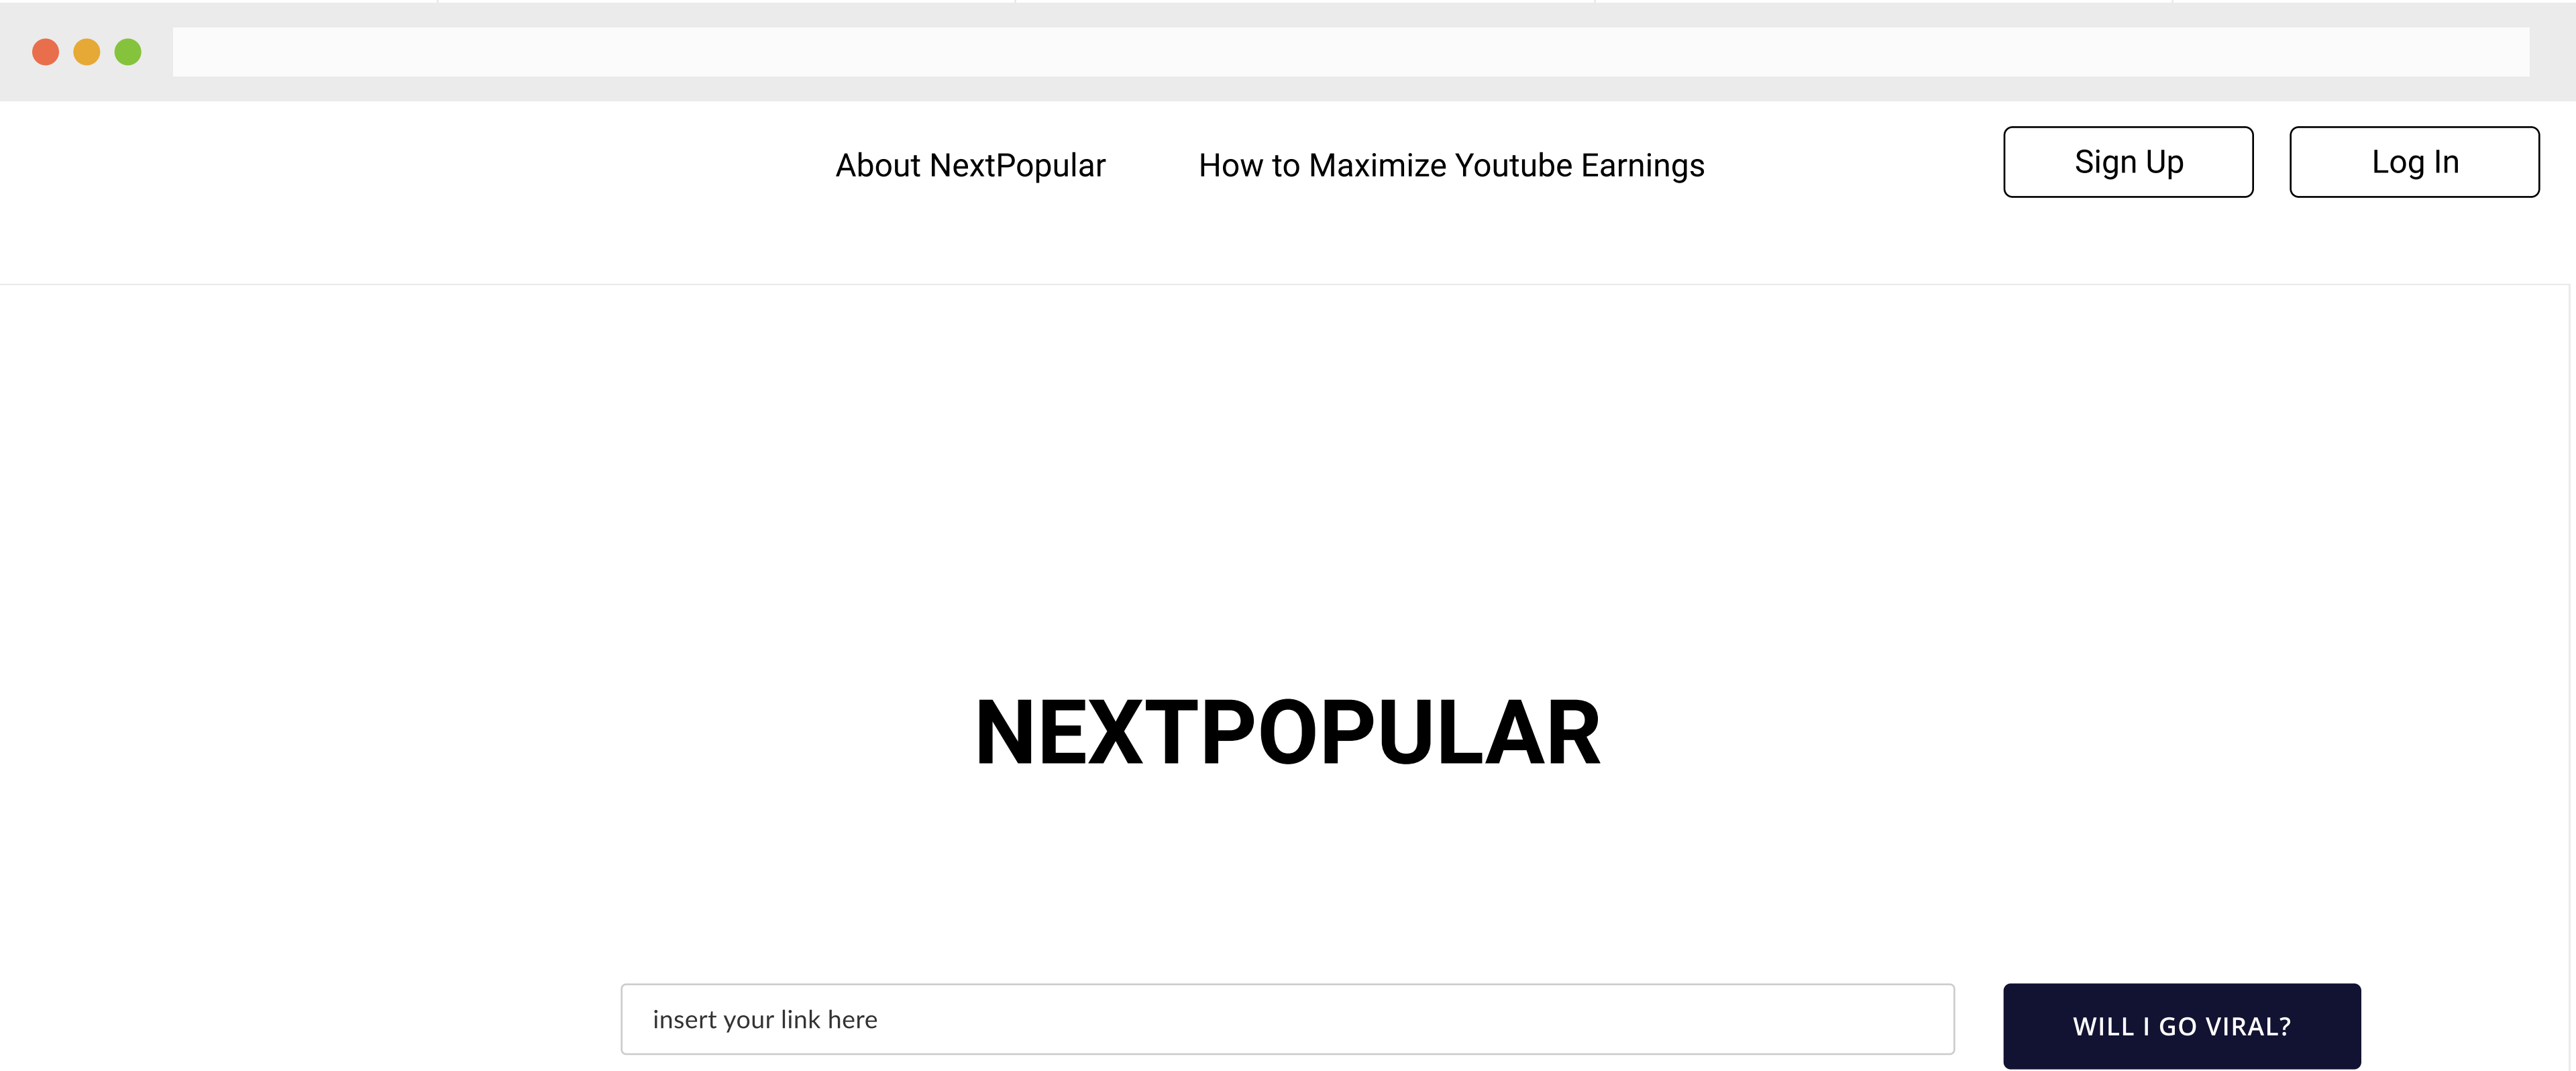 About NextPopular How to Maximize Youtube Earnings Sign Up Log In
NEXTPOPULAR
insert your link here WILL I GO VIRAL?